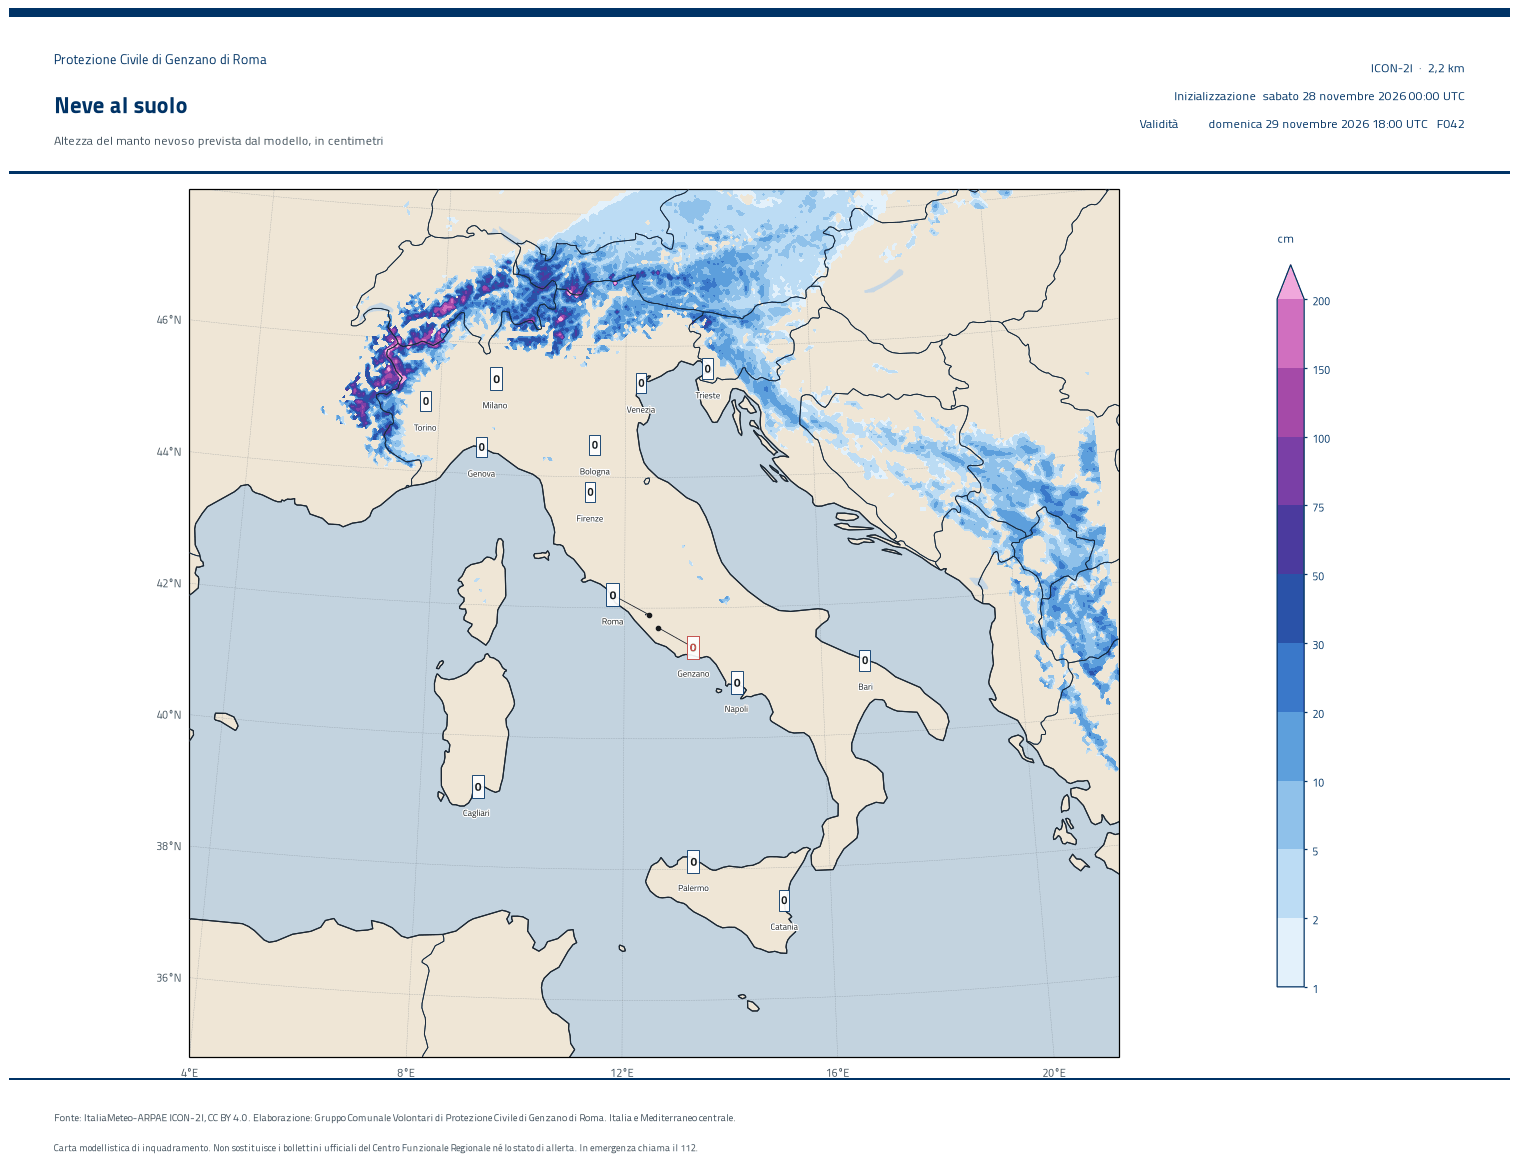 Protezione Civile di Genzano di Roma
Neve al suolo
Altezza del manto nevoso prevista dal modello, in centimetri
ICON-2I · 2,2 km
Inizializzazione sabato 28 novembre 2026 00:00 UTC
Validità domenica 29 novembre 2026 18:00 UTC F042
cm
200
150
100
75
50
30
20
10
5
2
1
46°N
44°N
42°N
40°N
38°N
36°N
4°E
8°E
12°E
16°E
20°E
0
Trieste
0
Milano
0
Venezia
0
Torino
0
Genova
0
Bologna
0
Firenze
0
Roma
0
Genzano
0
Bari
0
Napoli
0
Cagliari
0
Palermo
0
Catania
Fonte: ItaliaMeteo-ARPAE ICON-2I, CC BY 4.0. Elaborazione: Gruppo Comunale Volontari di Protezione Civile di Genzano di Roma. Italia e Mediterraneo centrale.
Carta modellistica di inquadramento. Non sostituisce i bollettini ufficiali del Centro Funzionale Regionale né lo stato di allerta. In emergenza chiama il 112.